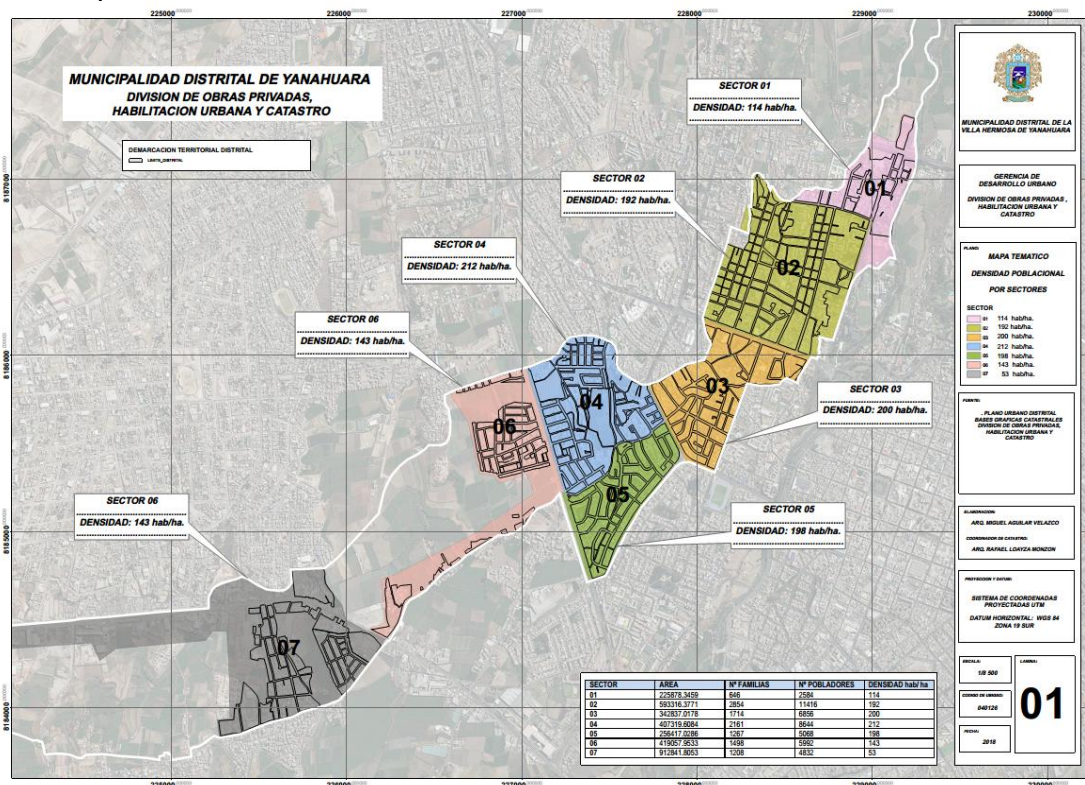 225000
226000
227000
228000
229000
230000
MUNICIPALIDAD DISTRITAL DE YANAHUARA
DIVISION DE OBRAS PRIVADAS,
HABILITACION URBANA Y CATASTRO
DEMARCACION TERRITORIAL DISTRITAL
LIMITE_DISTRITAL
SECTOR 01
DENSIDAD: 114 hab/ha.
SECTOR 02
DENSIDAD: 192 hab/ha.
SECTOR 04
DENSIDAD: 212 hab/ha.
SECTOR 06
DENSIDAD: 143 hab/ha.
SECTOR 03
DENSIDAD: 200 hab/ha.
SECTOR 06
DENSIDAD: 143 hab/ha.
SECTOR 05
DENSIDAD: 198 hab/ha.
01
02
03
04
05
06
07
8187000
8186000
8185000
8184000
MUNICIPALIDAD DISTRITAL DE LA
VILLA HERMOSA DE YANAHUARA
GERENCIA DE
DESARROLLO URBANO
DIVISION DE OBRAS PRIVADAS ,
HABILITACION URBANA Y
CATASTRO
PLANO:
MAPA TEMATICO
DENSIDAD POBLACIONAL
POR SECTORES
SECTOR
01 114 hab/ha.
02 192 hab/ha.
03 200 hab/ha.
04 212 hab/ha.
05 198 hab/ha.
06 143 hab/ha.
07 53 hab/ha.
FUENTE:
. PLANO URBANO DISTRITAL
BASES GRAFICAS CATASTRALES
DIVISION DE OBRAS PRIVADAS,
HABILITACION URBANA Y
CATASTRO
ELABORACION:
ARQ. MIGUEL AGUILAR VELAZCO
COORDINADOR DE CATASTRO:
ARQ. RAFAEL LOAYZA MONZON
PROYECCION Y DATUM:
SISTEMA DE COORDENADAS
PROYECTADAS UTM
DATUM HORIZONTAL: WGS 84
ZONA 19 SUR
ESCALA:
1/8 500
LAMINA:
01
CODIGO DE UBIGEO:
040126
FECHA:
2018
SECTOR AREA Nº FAMILIAS Nº POBLADORES DENSIDAD hab/ ha
01 225878.3459 646 2584 114
02 593316.3771 2854 11416 192
03 342837.0178 1714 6856 200
04 407319.6084 2161 8644 212
05 256417.0286 1267 5068 198
06 419057.9533 1498 5992 143
07 912841.8053 1208 4832 53